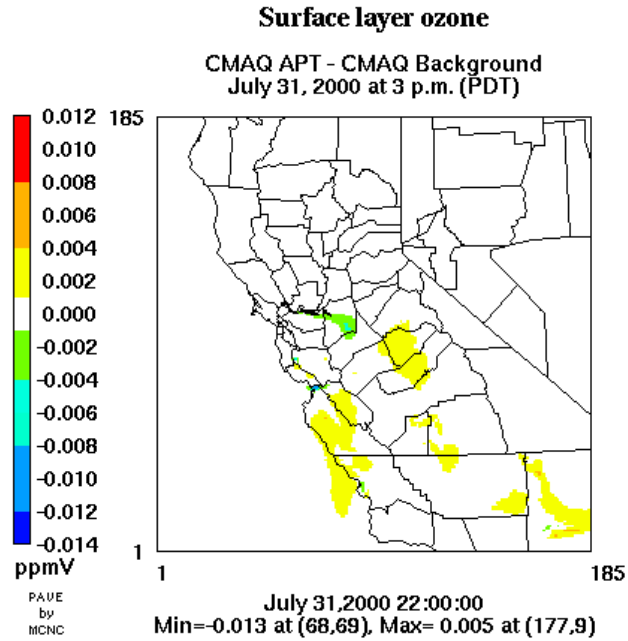 Surface layer ozone
CMAQ APT - CMAQ Background
July 31, 2000 at 3 p.m. (PDT)
0.012
0.010
0.008
0.006
0.004
0.002
0.000
-0.002
-0.004
-0.006
-0.008
-0.010
-0.012
-0.014
ppmV
PAVE
by
MCNC
185
1
1
185
July 31,2000 22:00:00
Min=-0.013 at (68,69), Max= 0.005 at (177,9)